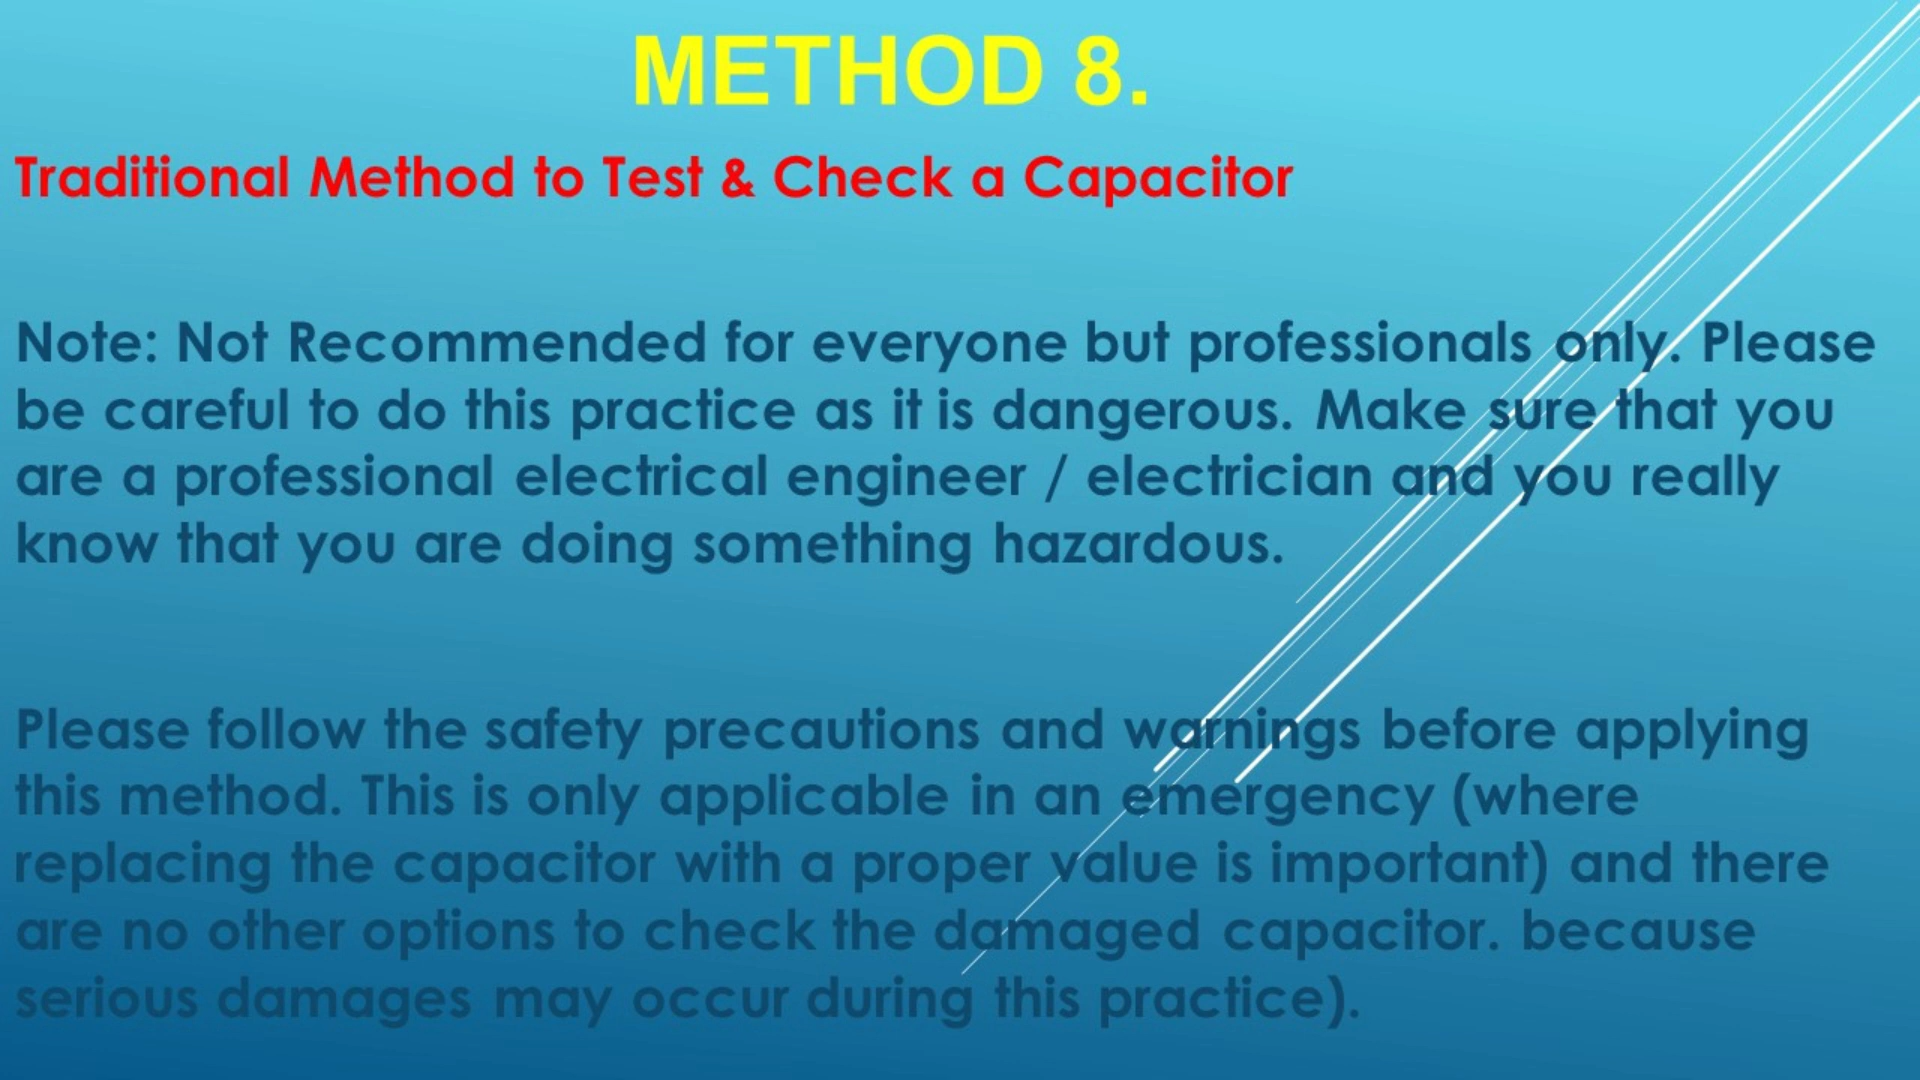 METHOD 8.
Traditional Method to Test & Check a Capacitor
Note: Not Recommended for everyone but professionals only. Please
be careful to do this practice as it is dangerous. Make sure that you
are a professional electrical engineer / electrician and you really
know that you are doing something hazardous.
Please follow the safety precautions and warnings before applying
this method. This is only applicable in an emergency (where
replacing the capacitor with a proper value is important) and there
are no other options to check the damaged capacitor. because
serious damages may occur during this practice).